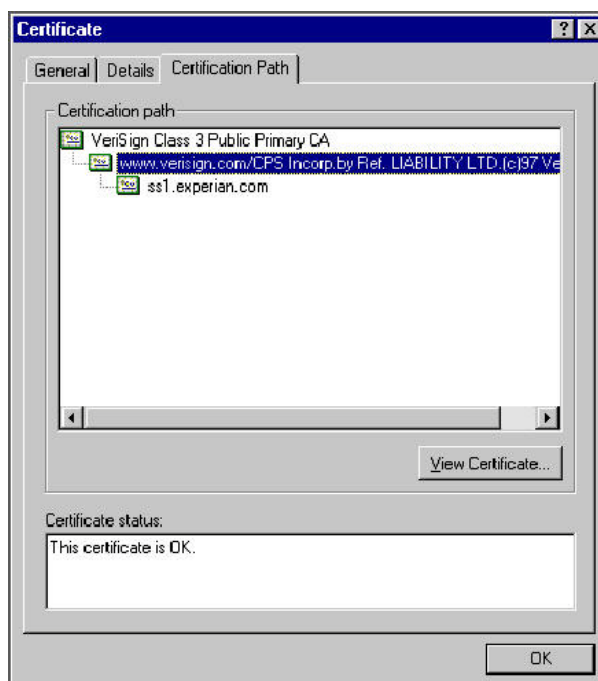 Certificate
General Details Certification Path
Certification path
VeriSign Class 3 Public Primary CA
www.verisign.com/CPS Incorp.by Ref. LIABILITY LTD.(c)97 Ve
ss1.experian.com
View Certificate...
Certificate status:
This certificate is OK.
OK